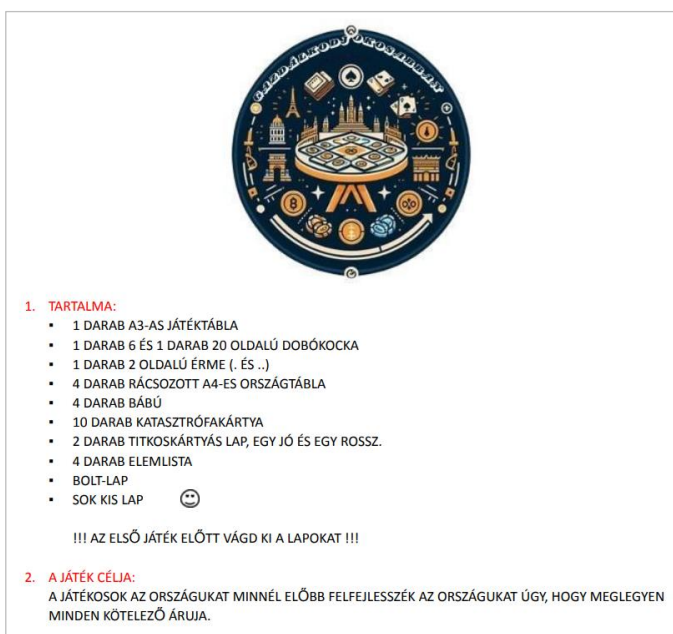 GAZDÁLKODJ OKOSABBAN
1. TARTALMA:
▪ 1 DARAB A3-AS JÁTÉKTÁBLA
▪ 1 DARAB 6 ÉS 1 DARAB 20 OLDALÚ DOBÓKOCKA
▪ 1 DARAB 2 OLDALÚ ÉRME (. ÉS ..)
▪ 4 DARAB RÁCSOZOTT A4-ES ORSZÁGTÁBLA
▪ 4 DARAB BÁBÚ
▪ 10 DARAB KATASZTRÓFAKÁRTYA
▪ 2 DARAB TITKOSKÁRTYÁS LAP, EGY JÓ ÉS EGY ROSSZ.
▪ 4 DARAB ELEMLISTA
▪ BOLT-LAP
▪ SOK KIS LAP
!!! AZ ELSŐ JÁTÉK ELŐTT VÁGD KI A LAPOKAT !!!
2. A JÁTÉK CÉLJA:
A JÁTÉKOSOK AZ ORSZÁGUKAT MINNÉL ELŐBB FELFEJLESSZÉK AZ ORSZÁGUKAT ÚGY, HOGY MEGLEGYEN
MINDEN KÖTELEZŐ ÁRUJA.